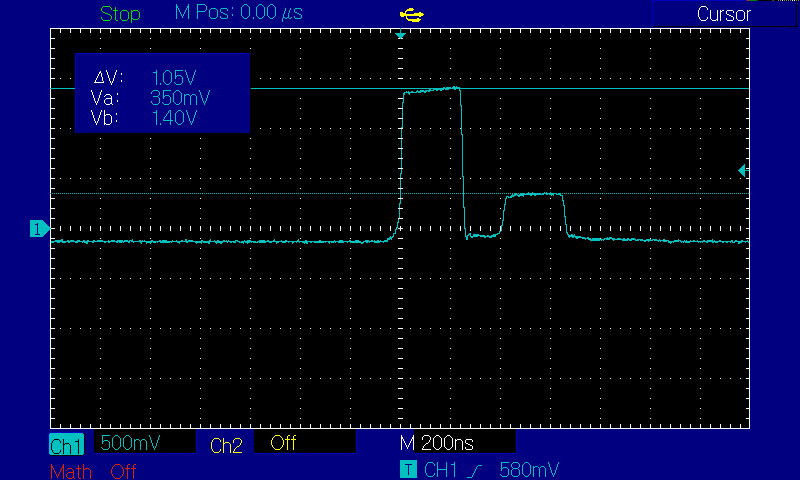 Stop M Pos: 0.00 μs Cursor
ΔV: 1.05V
Va: 350mV
Vb: 1.40V
1
Ch1 500mV Ch2 Off M 200ns
Math Off T CH1 580mV